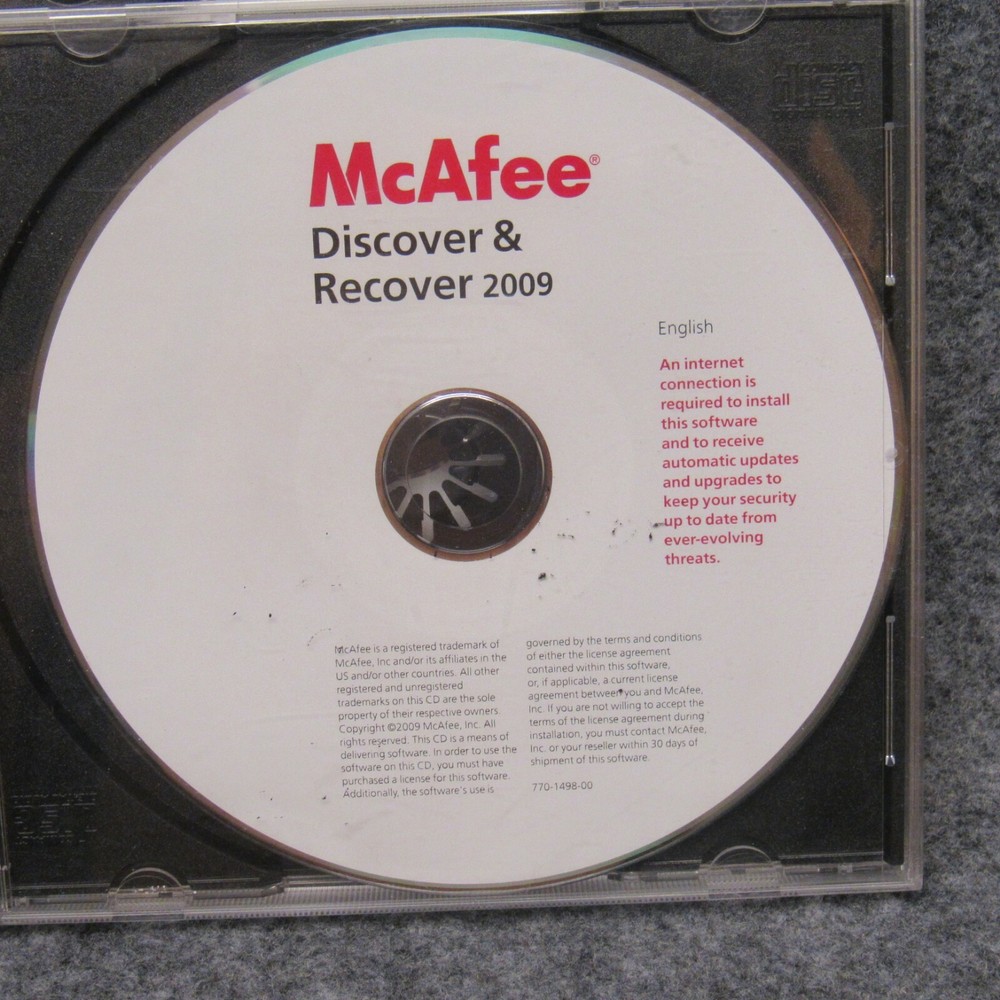 disc
McAfee®
Discover &
Recover 2009
English
An internet
connection is
required to install
this software
and to receive
automatic updates
and upgrades to
keep your security
up to date from
ever-evolving
threats.
McAfee is a registered trademark of
McAfee, Inc and/or its affiliates in the
US and/or other countries. All other
registered and unregistered
trademarks on this CD are the sole
property of their respective owners.
Copyright ©2009 McAfee, Inc. All
rights reserved. This CD is a means of
delivering software. In order to use the
software on this CD, you must have
purchased a license for this software.
Additionally, the software's use is
governed by the terms and conditions
of either the license agreement
contained within this software,
or, if applicable, a current license
agreement between you and McAfee,
Inc. If you are not willing to accept the
terms of the license agreement during
installation, you must contact McAfee,
Inc. or your reseller within 30 days of
shipment of this software.
770-1498-00